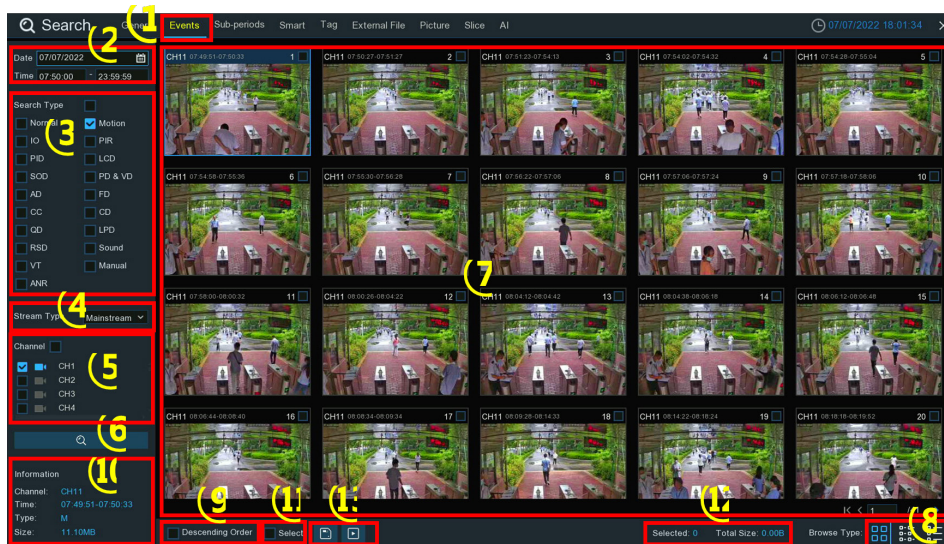 Search General Events Sub-periods Smart Tag External File Picture Slice AI 07/07/2022 18:01:34
(1
(2
Date 07/07/2022
Time 07:50:00 - 23:59:59
Search Type
(3
Normal Motion
IO PIR
PID LCD
SOD PD & VD
AD FD
CC CD
QD LPD
RSD Sound
VT Manual
ANR
(4
Stream Type Mainstream
Channel
(5
CH1
CH2
CH3
CH4
(6
(10
Information
Channel: CH11
Time: 07:49:51-07:50:33
Type: M
Size: 11.10MB
CH11 07:49:51-07:50:33 1
CH11 07:50:27-07:51:27 2
CH11 07:51:23-07:54:13 3
CH11 07:54:02-07:54:32 4
CH11 07:54:28-07:55:04 5
CH11 07:54:58-07:55:36 6
CH11 07:55:30-07:56:28 7
CH11 07:56:22-07:57:06 8
CH11 07:57:06-07:57:24 9
CH11 07:57:18-07:58:06 10
(7
CH11 07:58:00-08:00:32 11
CH11 08:00:26-08:04:22 12
CH11 08:04:12-08:04:42 13
CH11 08:04:38-08:06:18 14
CH11 08:06:12-08:06:48 15
CH11 08:06:44-08:08:40 16
CH11 08:08:34-08:09:34 17
CH11 08:09:28-08:14:33 18
CH11 08:14:22-08:18:24 19
CH11 08:18:18-08:19:52 20
1
(9 (11 (13 (12 (8
Descending Order Select Selected: 0 Total Size: 0.00B Browse Type: